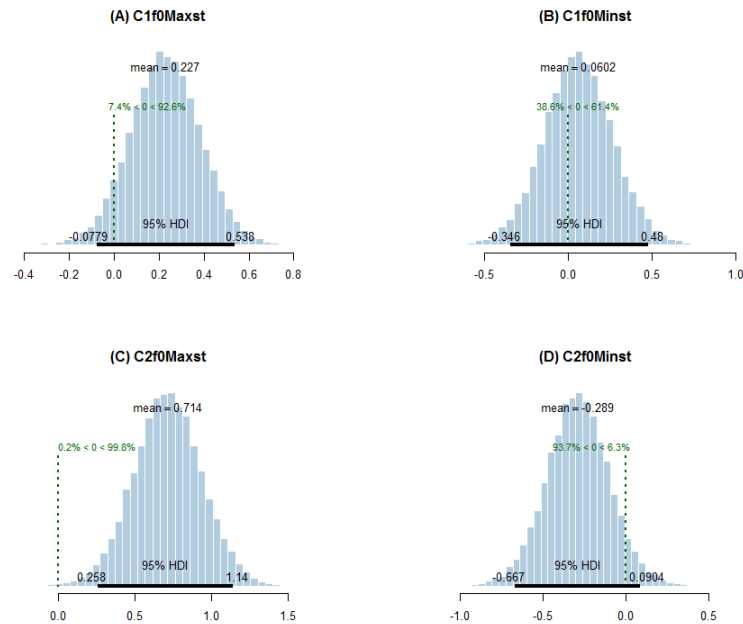 (A) C1f0Maxst
mean = 0.227
7.4% < 0 < 92.6%
95% HDI
-0.0779 0.538
-0.4 -0.2 0.0 0.2 0.4 0.6 0.8
(B) C1f0Minst
mean = 0.0602
38.6% < 0 < 61.4%
95% HDI
-0.346 0.48
-0.5 0.0 0.5 1.0
(C) C2f0Maxst
mean = 0.714
0.2% < 0 < 99.8%
95% HDI
0.258 1.14
0.0 0.5 1.0 1.5
(D) C2f0Minst
mean = -0.289
93.7% < 0 < 6.3%
95% HDI
-0.667 0.0904
-1.0 -0.5 0.0 0.5